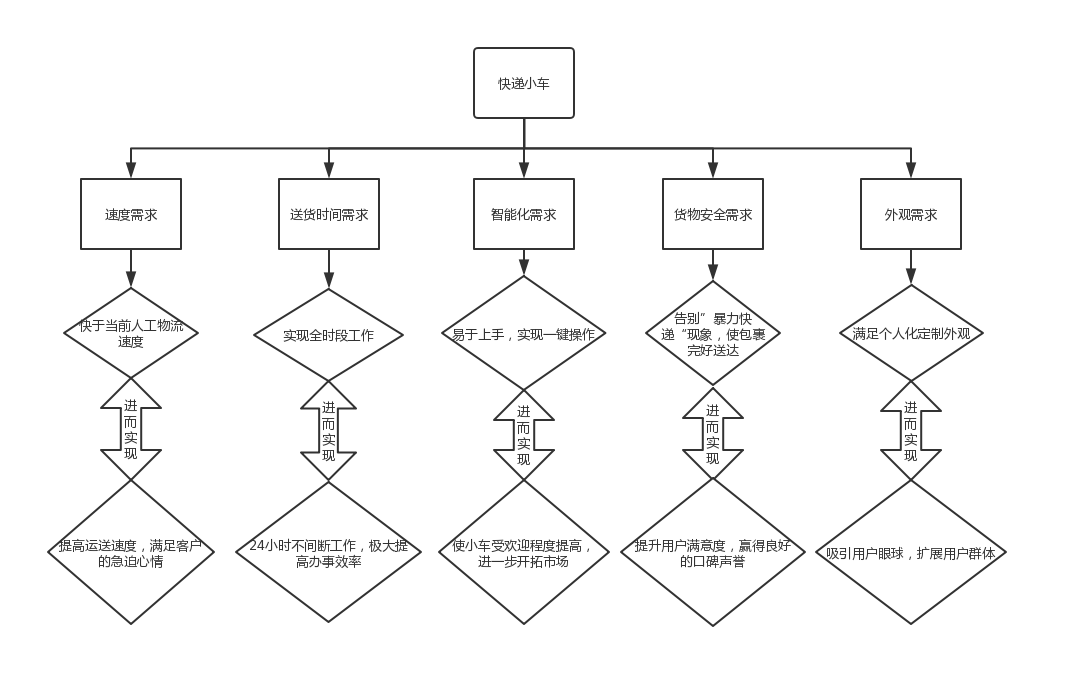 快递小车
速度需求
送货时间需求
智能化需求
货物安全需求
外观需求
快于当前人工物流
速度
实现全时段工作
易于上手，实现一键操作
告别”暴力快
递“现象，使包裹
完好送达
满足个人化定制外观
进
而
实
现
进
而
实
现
进
而
实
现
进
而
实
现
进
而
实
现
提高运送速度，满足客户
的急迫心情
24小时不间断工作，极大提
高办事效率
使小车受欢迎程度提高，
进一步开拓市场
提升用户满意度，赢得良好
的口碑声誉
吸引用户眼球，扩展用户群体